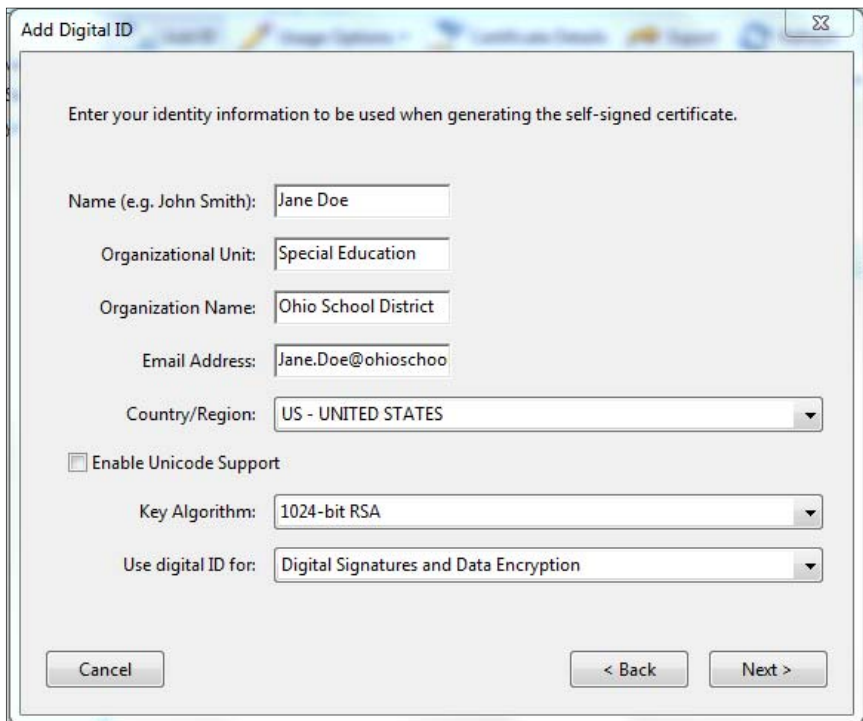 Add Digital ID
Enter your identity information to be used when generating the self-signed certificate.
Name (e.g. John Smith): Jane Doe
Organizational Unit: Special Education
Organization Name: Ohio School District
Email Address: Jane.Doe@ohioschoo
Country/Region: US - UNITED STATES
Enable Unicode Support
Key Algorithm: 1024-bit RSA
Use digital ID for: Digital Signatures and Data Encryption
Cancel < Back Next >